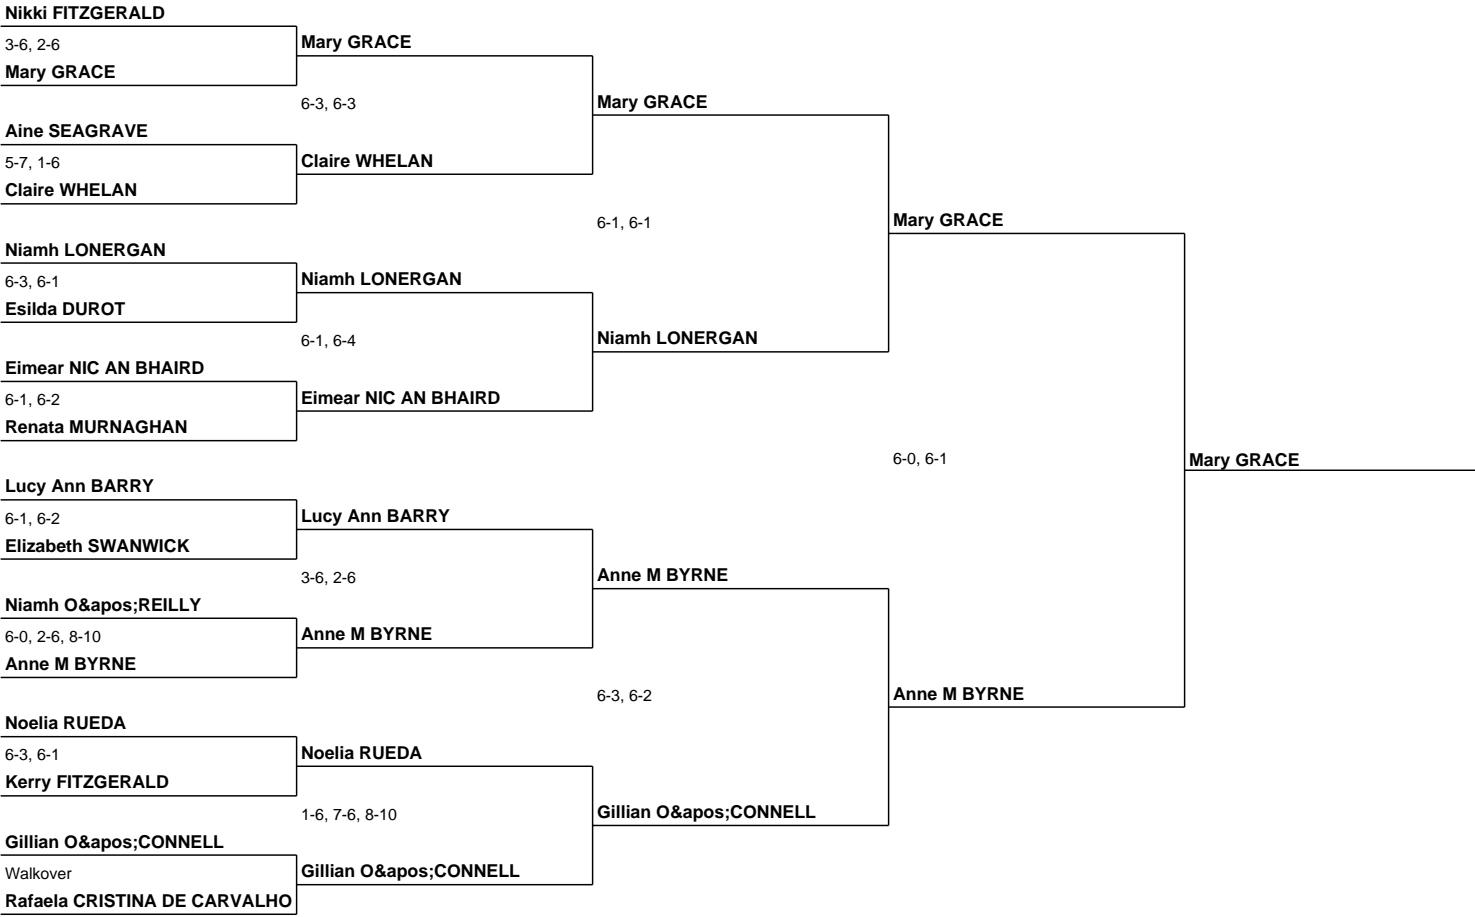 Nikki FITZGERALD
3-6, 2-6
Mary GRACE
Aine SEAGRAVE
5-7, 1-6
Claire WHELAN
Niamh LONERGAN
6-3, 6-1
Esilda DUROT
Eimear NIC AN BHAIRD
6-1, 6-2
Renata MURNAGHAN
Lucy Ann BARRY
6-1, 6-2
Elizabeth SWANWICK
Niamh O&apos;REILLY
6-0, 2-6, 8-10
Anne M BYRNE
Noelia RUEDA
6-3, 6-1
Kerry FITZGERALD
Gillian O&apos;CONNELL
Walkover
Rafaela CRISTINA DE CARVALHO
Mary GRACE
6-3, 6-3
Claire WHELAN
Niamh LONERGAN
6-1, 6-4
Eimear NIC AN BHAIRD
Lucy Ann BARRY
3-6, 2-6
Anne M BYRNE
Noelia RUEDA
1-6, 7-6, 8-10
Gillian O&apos;CONNELL
Mary GRACE
6-1, 6-1
Niamh LONERGAN
Anne M BYRNE
6-3, 6-2
Gillian O&apos;CONNELL
Mary GRACE
6-0, 6-1
Anne M BYRNE
Mary GRACE